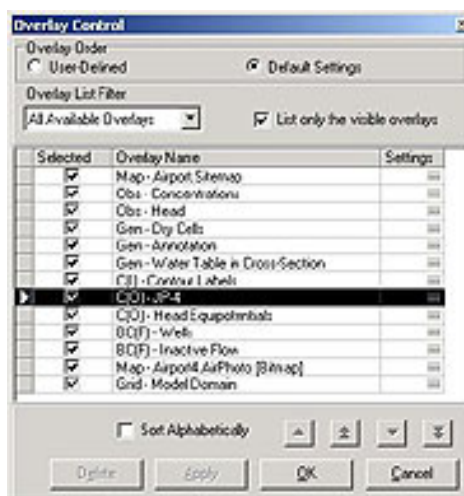 Overlay Control
Overlay Order
User-Defined Default Settings
Overlay List Filter
All Available Overlays List only the visible overlays
Selected Overlay Name Settings
Map - Airport Sitemap
Obs - Concentrations
Obs - Head
Gen - Dry Cells
Gen - Annotation
Gen - Water Table in Cross-Section
C(I) - Contour Labels
C(O) - JP-4
C(O) - Head Equipotentials
BC(F) - Wells
BC(F) - Inactive Flow
Map - Airport4.AirPhoto [Bitmap]
Grid - Model Domain
Sort Alphabetically
Delete Apply OK Cancel